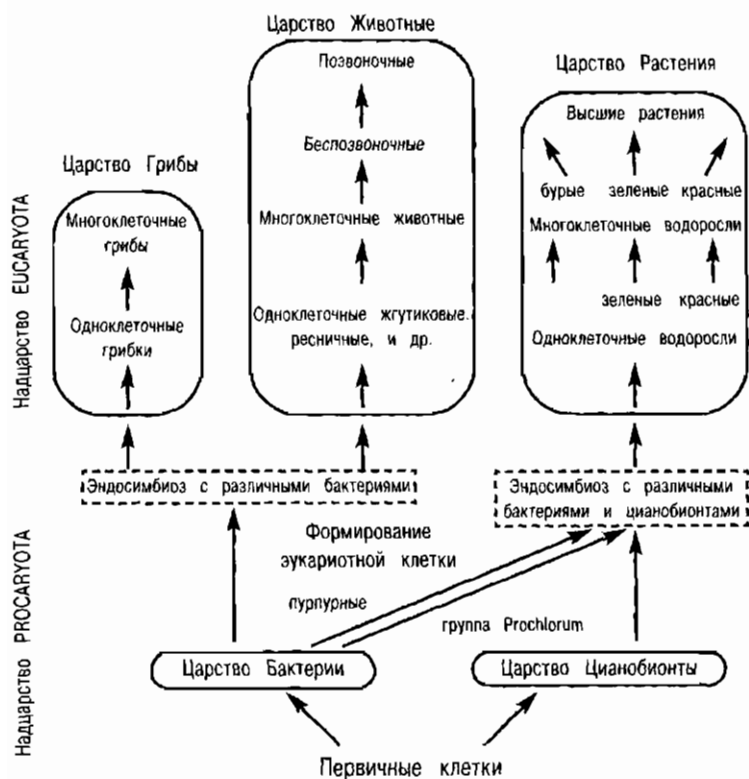 Царство Животные
Позвоночные
Беспозвоночные
Многоклеточные животные
Одноклеточные жгутиковые.
ресничные, и др.
Царство Растения
Высшие растения
бурые зеленые красные
Многоклеточные водоросли
зеленые красные
Одноклеточные водоросли
Царство Грибы
Многоклеточные
грибы
Одноклеточные
грибки
Надцарство EUCARYOTA
Эндосимбиоз с различными бактериями
Эндосимбиоз с различными
бактериями и цианобионтами
Формирование
эукариотной клетки
пурпурные
группа Prochlorum
Надцарство PROCARYOTA
Царство Бактерии
Царство Цианобионты
Первичные клетки